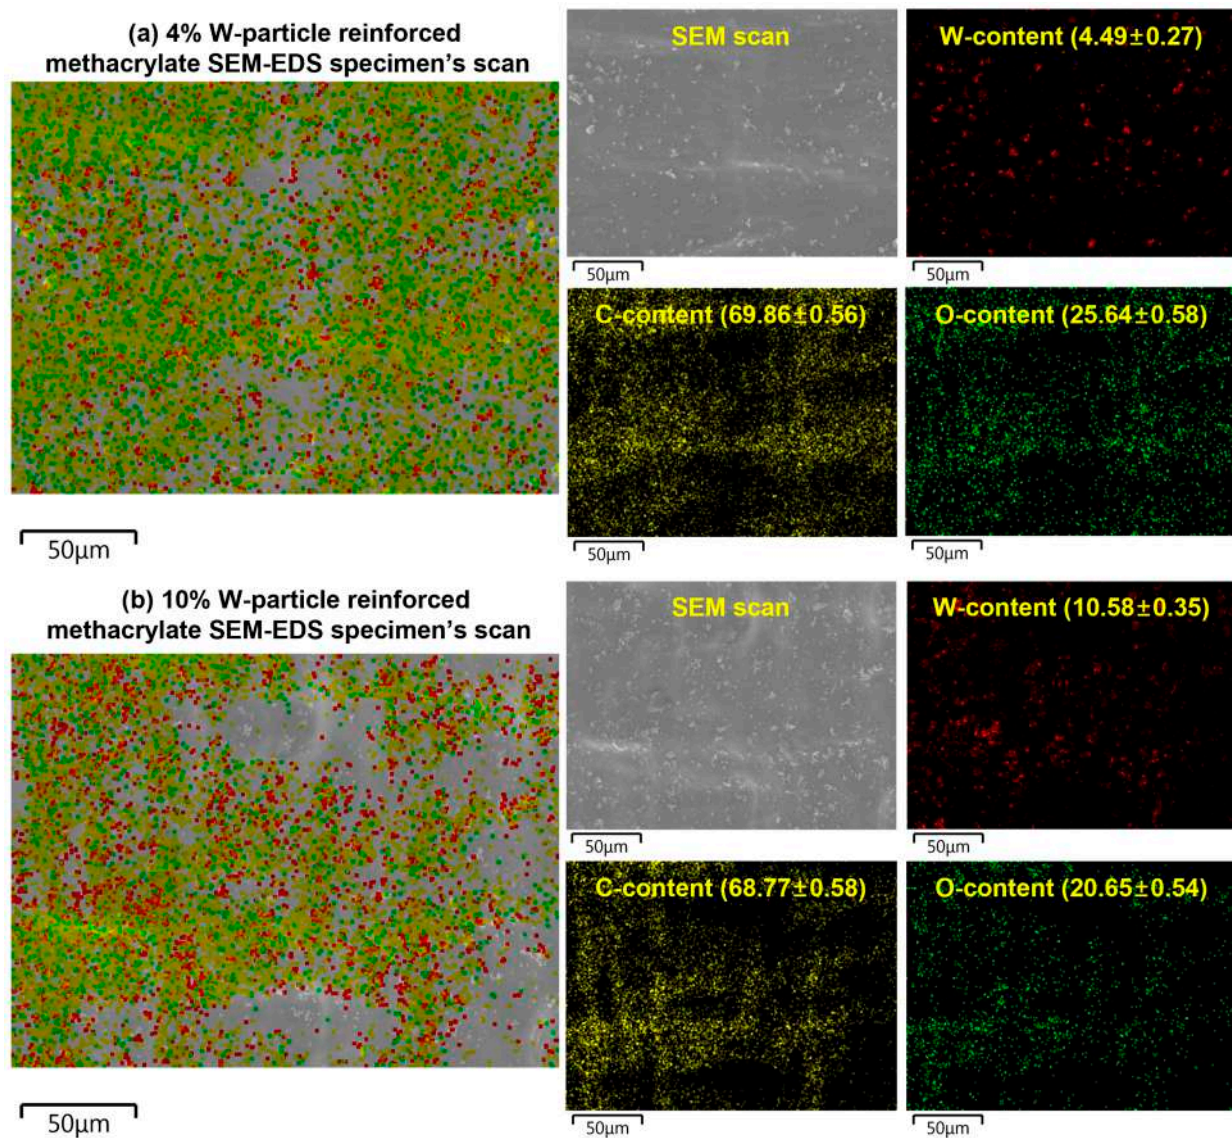 (a) 4% W-particle reinforced
methacrylate SEM-EDS specimen's scan
50μm
SEM scan
50μm
W-content (4.49±0.27)
50μm
C-content (69.86±0.56)
50μm
O-content (25.64±0.58)
50μm
(b) 10% W-particle reinforced
methacrylate SEM-EDS specimen's scan
50μm
SEM scan
50μm
W-content (10.58±0.35)
50μm
C-content (68.77±0.58)
50μm
O-content (20.65±0.54)
50μm